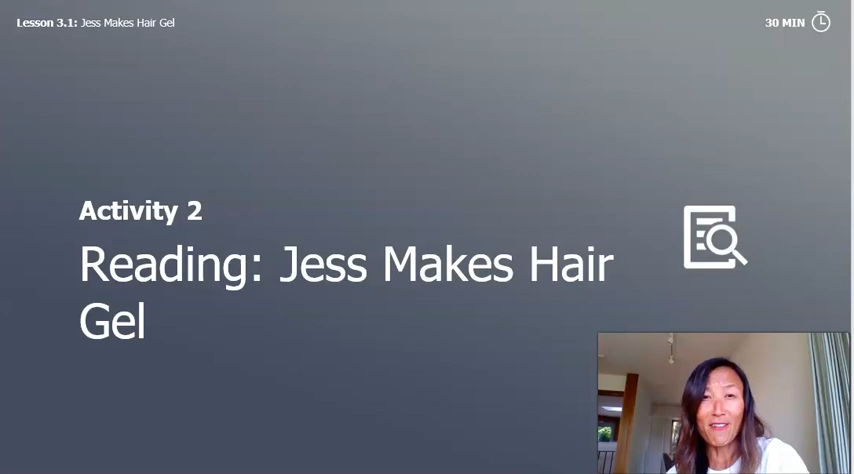 Lesson 3.1: Jess Makes Hair Gel
30 MIN
Activity 2
Reading: Jess Makes Hair
Gel